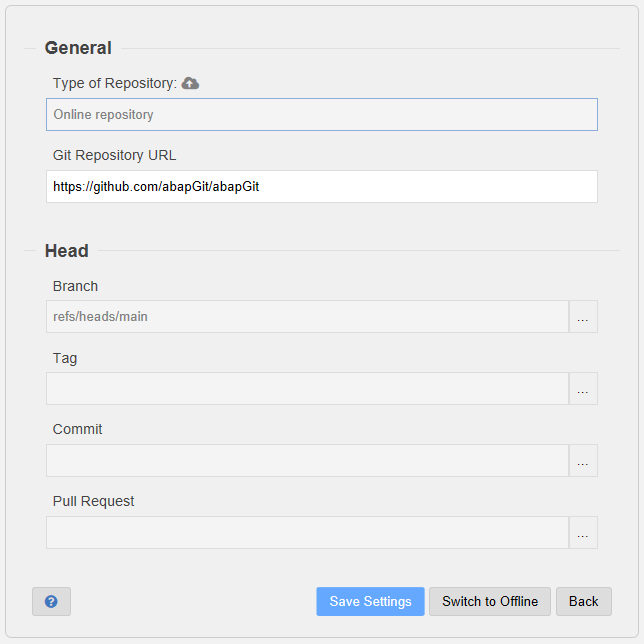 General
Type of Repository:
Online repository
Git Repository URL
https://github.com/abapGit/abapGit
Head
Branch
refs/heads/main
...
Tag
...
Commit
...
Pull Request
...
?
Save Settings
Switch to Offline
Back